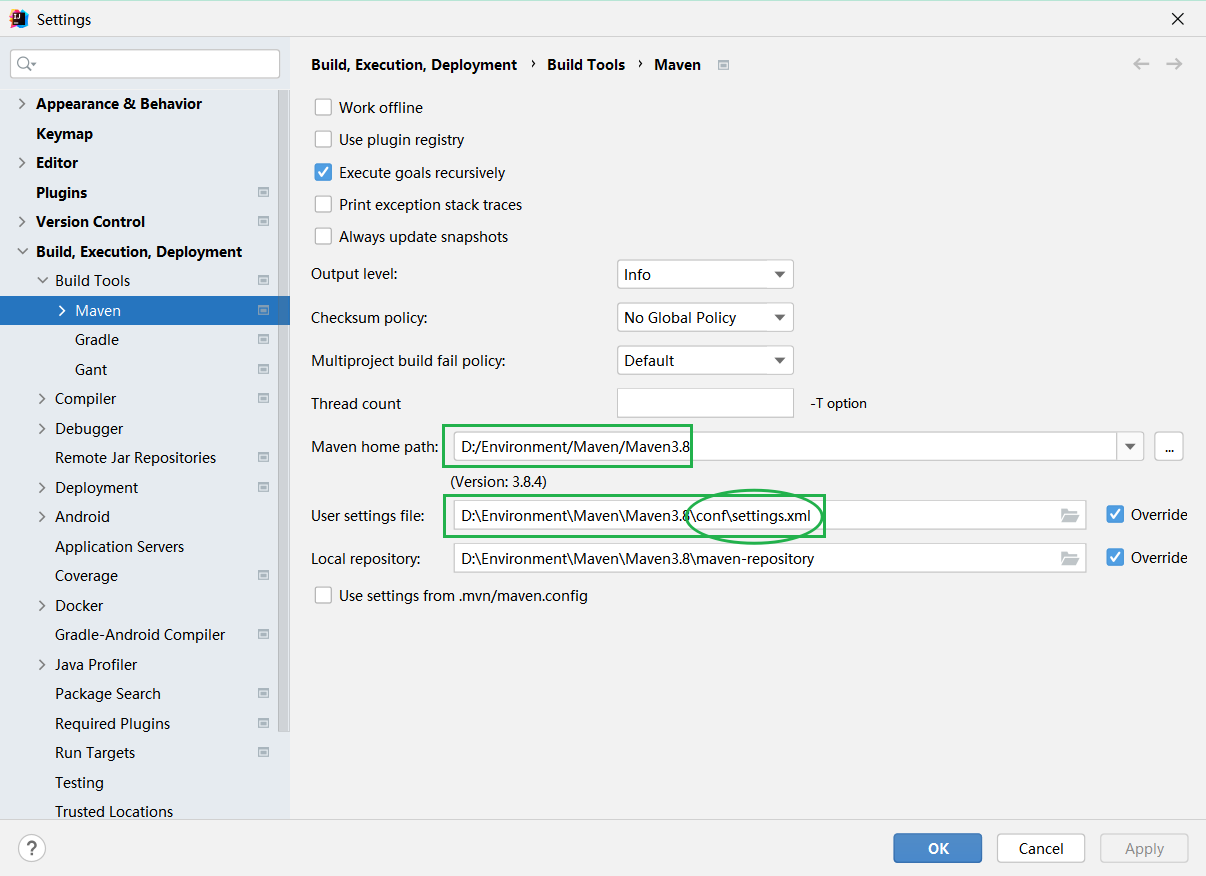 Settings
Build, Execution, Deployment › Build Tools › Maven
Appearance & Behavior
Keymap
Editor
Plugins
Version Control
Build, Execution, Deployment
Build Tools
Maven
Gradle
Gant
Compiler
Debugger
Remote Jar Repositories
Deployment
Android
Application Servers
Coverage
Docker
Gradle-Android Compiler
Java Profiler
Package Search
Required Plugins
Run Targets
Testing
Trusted Locations
Work offline
Use plugin registry
Execute goals recursively
Print exception stack traces
Always update snapshots
Output level: Info
Checksum policy: No Global Policy
Multiproject build fail policy: Default
Thread count -T option
Maven home path: D:/Environment/Maven/Maven3.8 ...
(Version: 3.8.4)
User settings file: D:\Environment\Maven\Maven3.8\conf\settings.xml Override
Local repository: D:\Environment\Maven\Maven3.8\maven-repository Override
Use settings from .mvn/maven.config
? OK Cancel Apply